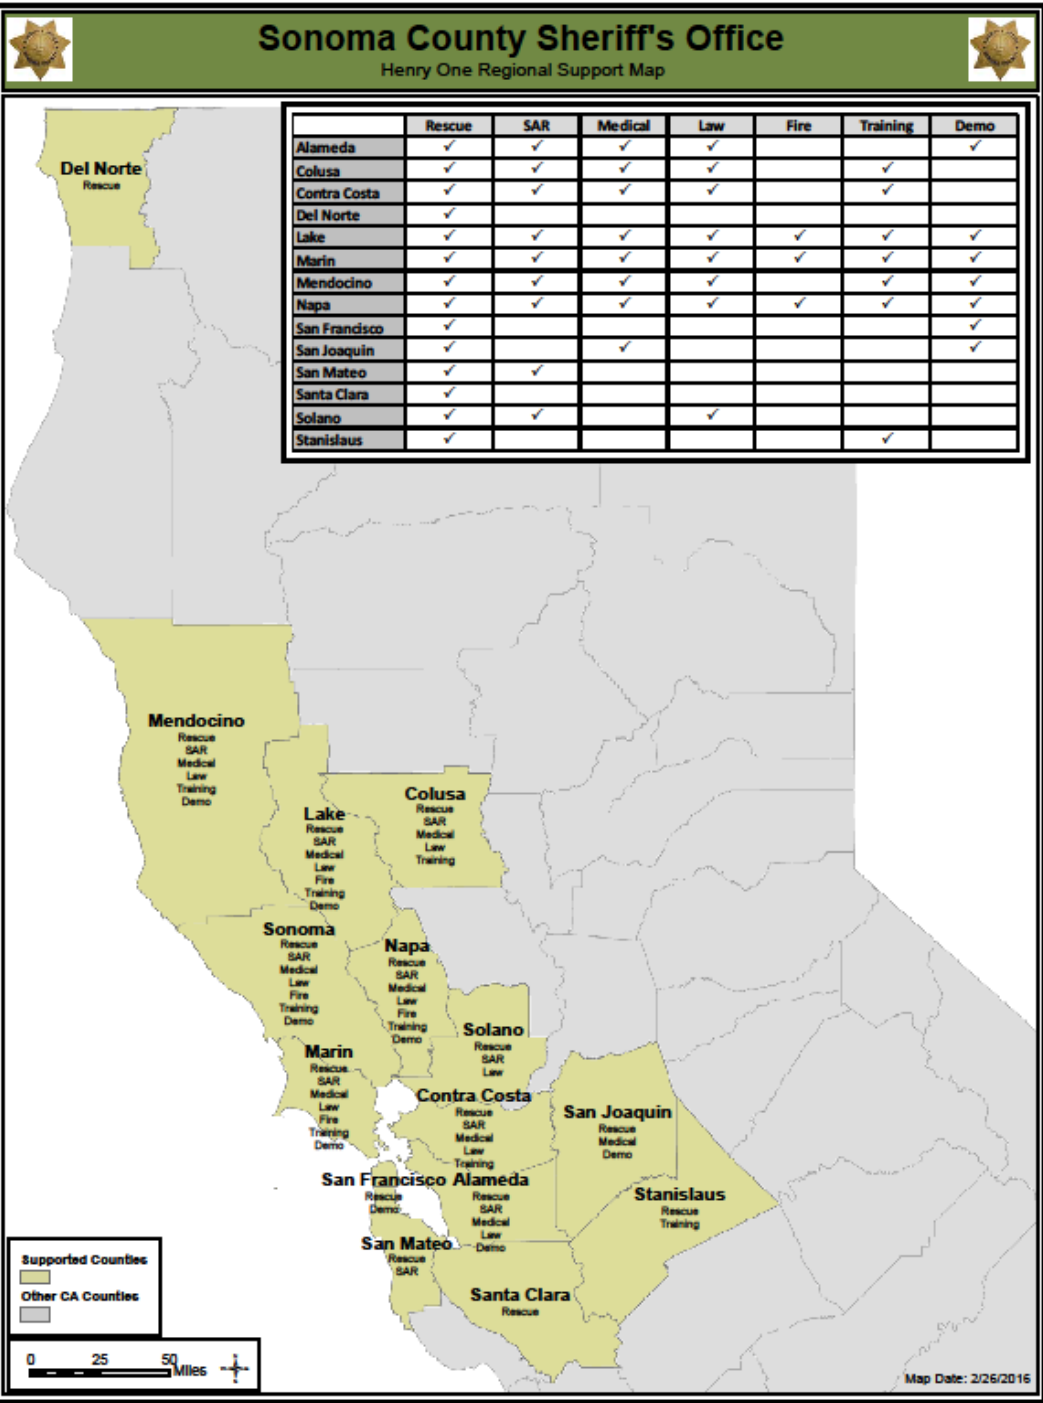 Sonoma County Sheriff's Office
Henry One Regional Support Map
Rescue SAR Medical Law Fire Training Demo
Alameda ✓ ✓ ✓ ✓ ✓
Colusa ✓ ✓ ✓ ✓ ✓
Contra Costa ✓ ✓ ✓ ✓ ✓
Del Norte ✓
Lake ✓ ✓ ✓ ✓ ✓ ✓ ✓
Marin ✓ ✓ ✓ ✓ ✓ ✓ ✓
Mendocino ✓ ✓ ✓ ✓ ✓ ✓
Napa ✓ ✓ ✓ ✓ ✓ ✓ ✓
San Francisco ✓ ✓
San Joaquin ✓ ✓ ✓
San Mateo ✓ ✓
Santa Clara ✓
Solano ✓ ✓ ✓
Stanislaus ✓ ✓
Del Norte
Rescue
Mendocino
Rescue
SAR
Medical
Law
Training
Demo
Lake
Rescue
SAR
Medical
Law
Fire
Training
Demo
Colusa
Rescue
SAR
Medical
Law
Training
Sonoma
Rescue
SAR
Medical
Law
Fire
Training
Demo
Napa
Rescue
SAR
Medical
Law
Fire
Training
Demo
Solano
Rescue
SAR
Law
Marin
Rescue
SAR
Medical
Law
Fire
Training
Demo
Contra Costa
Rescue
SAR
Medical
Law
Training
San Joaquin
Rescue
Medical
Demo
San Francisco
Rescue
Demo
Alameda
Rescue
SAR
Medical
Law
Demo
Stanislaus
Rescue
Training
San Mateo
Rescue
SAR
Santa Clara
Rescue
Supported Counties
Other CA Counties
0 25 50
Miles
Map Date: 2/26/2016